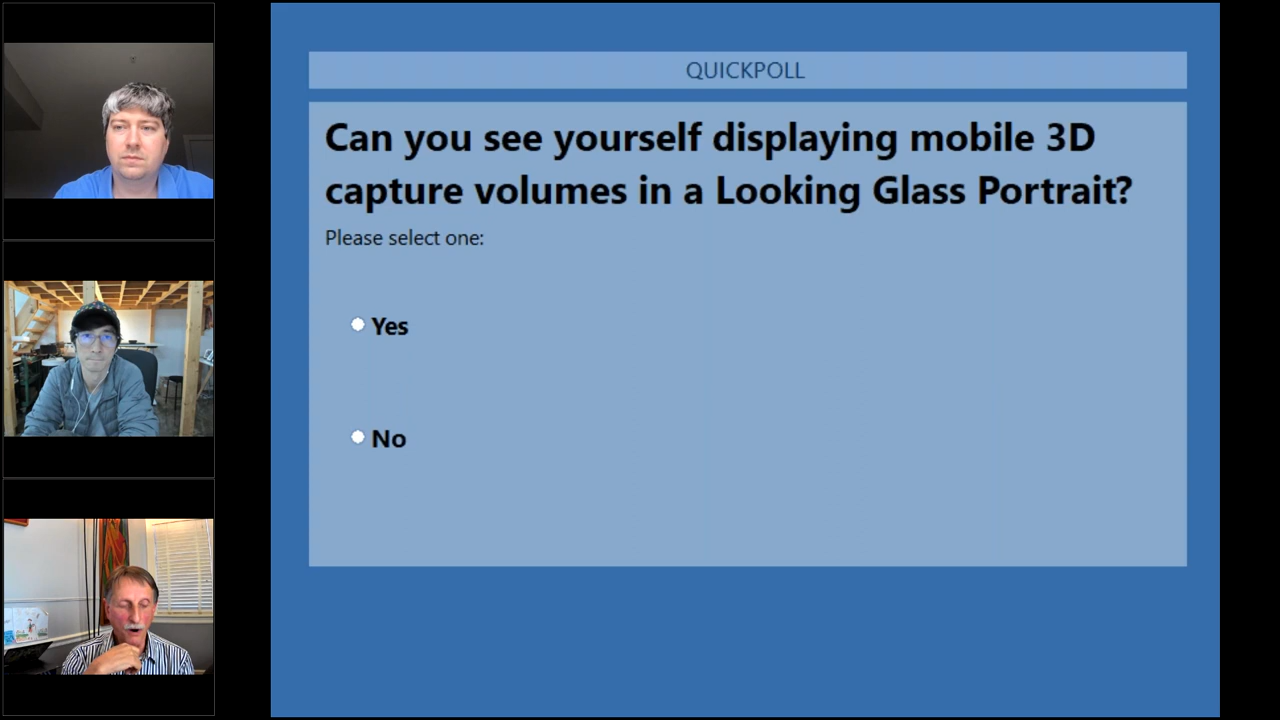 QUICKPOLL
Can you see yourself displaying mobile 3D
capture volumes in a Looking Glass Portrait?
Please select one:
Yes
No